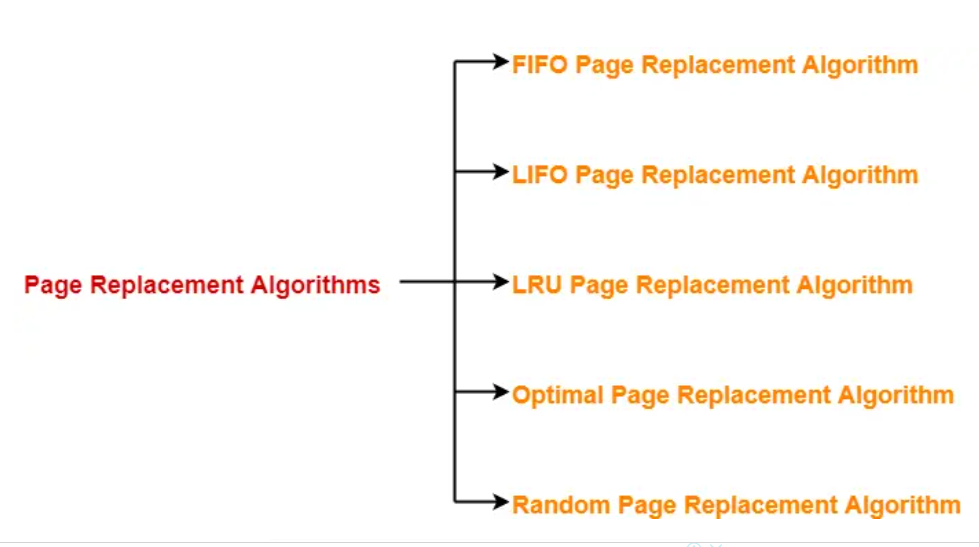 FIFO Page Replacement Algorithm
LIFO Page Replacement Algorithm
Page Replacement Algorithms
LRU Page Replacement Algorithm
Optimal Page Replacement Algorithm
Random Page Replacement Algorithm